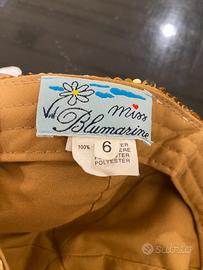 Miss
Blumarine
100%
6
POLYESTER
Subito